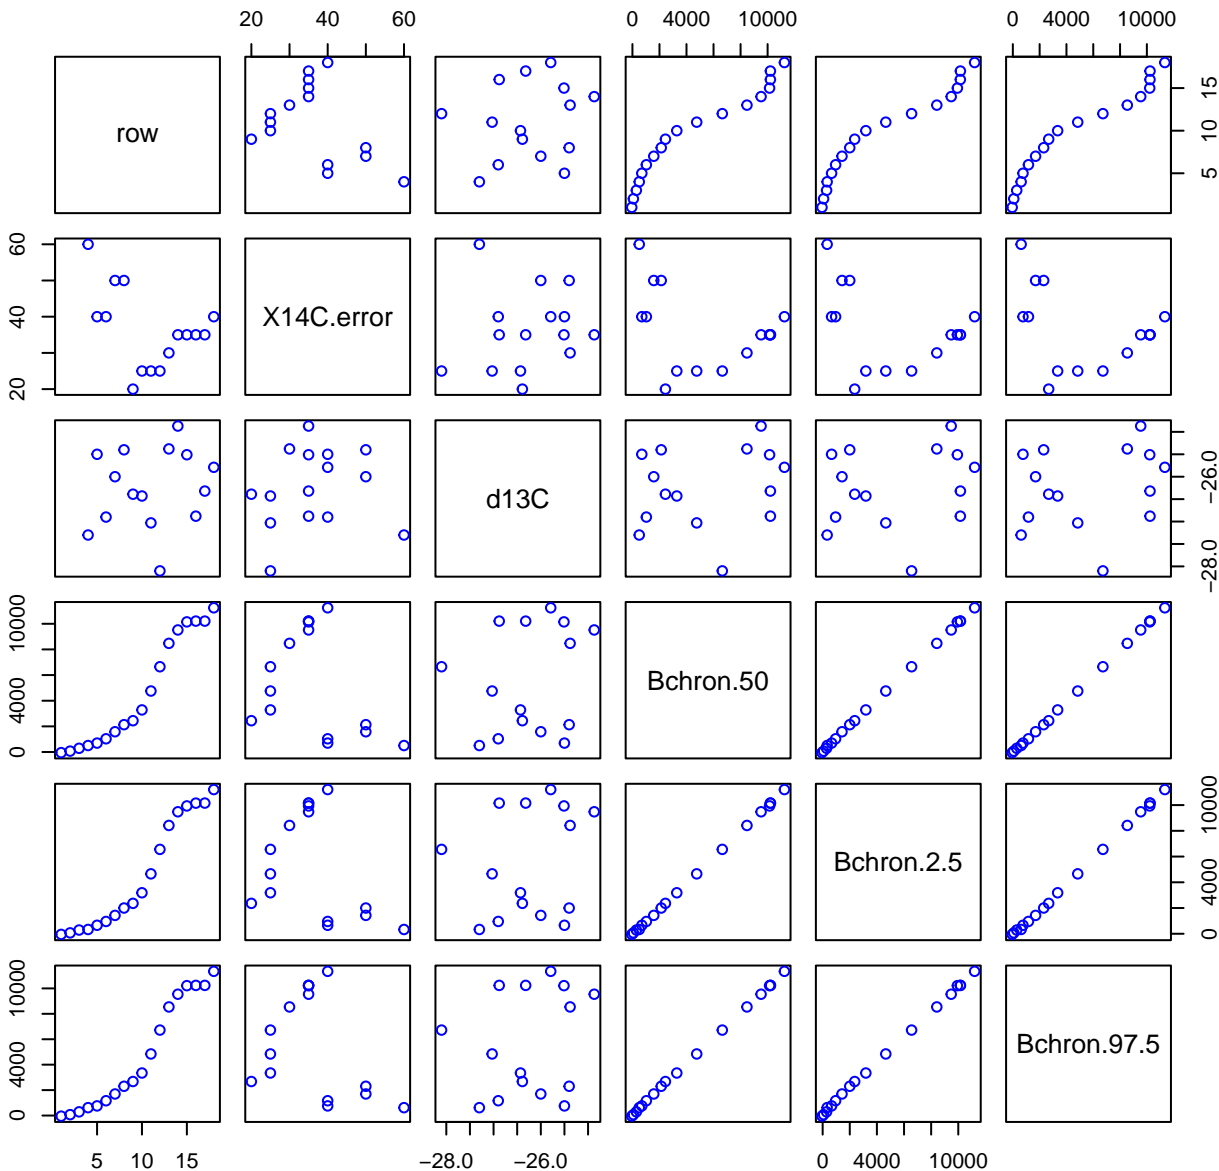 20 40 60 0 4000 10000 0 4000 10000
row 5 10 15
20 40 60 X14C.error
d13C -28.0 -26.0
0 4000 10000 Bchron.50
Bchron.2.5 0 4000 10000
0 4000 10000 Bchron.97.5
5 10 15 -28.0 -26.0 0 4000 10000